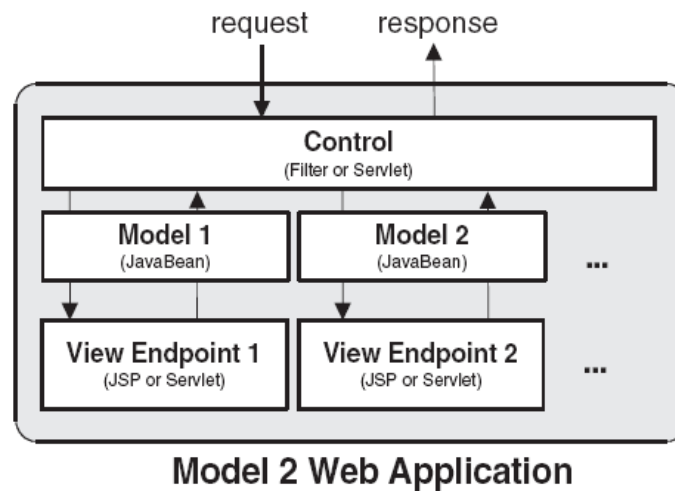 request response
Control
(Filter or Servlet)
Model 1 Model 2
(JavaBean) (JavaBean) ...
View Endpoint 1 View Endpoint 2
(JSP or Servlet) (JSP or Servlet) ...
Model 2 Web Application